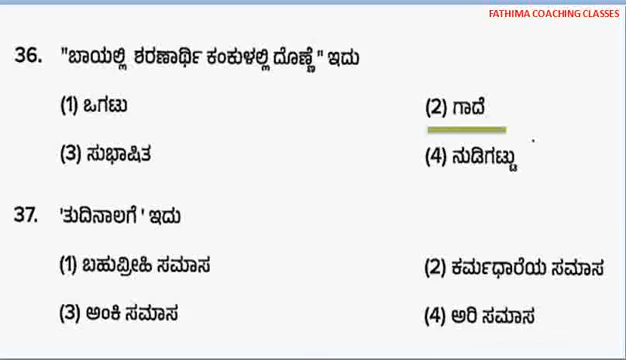 FATHIMA COACHING CLASSES
36. "ಬಾಯಲ್ಲಿ ಶರಣಾರ್ಥಿ ಕಂಕುಳಲ್ಲಿ ದೊಣ್ಣೆ" ಇದು
(1) ಒಗಟು (2) ಗಾದೆ
(3) ಸುಭಾಷಿತ (4) ನುಡಿಗಟ್ಟು
37. 'ತುದಿನಾಲಗೆ' ಇದು
(1) ಬಹುವ್ರೀಹಿ ಸಮಾಸ (2) ಕರ್ಮಧಾರೆಯ ಸಮಾಸ
(3) ಅಂಕಿ ಸಮಾಸ (4) ಅರಿ ಸಮಾಸ